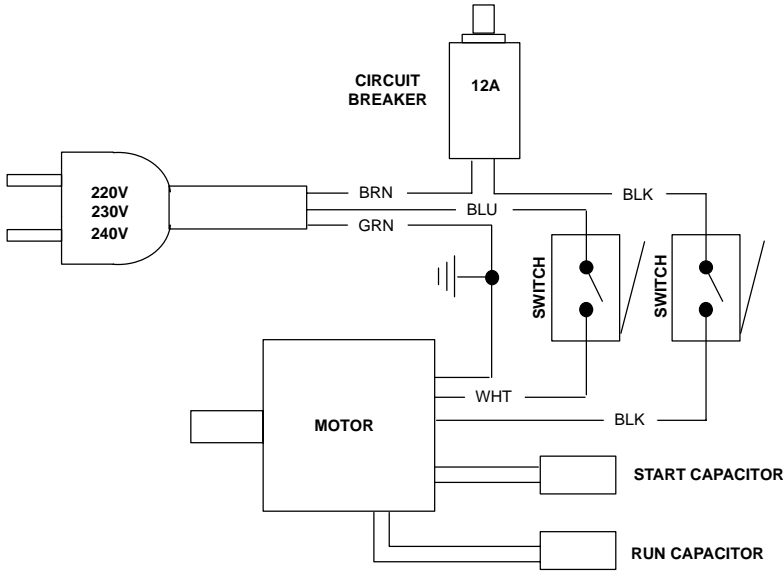 CIRCUIT
BREAKER
12A
220V
230V
240V
BRN
BLU
GRN
BLK
SWITCH
SWITCH
WHT
BLK
MOTOR
START CAPACITOR
RUN CAPACITOR